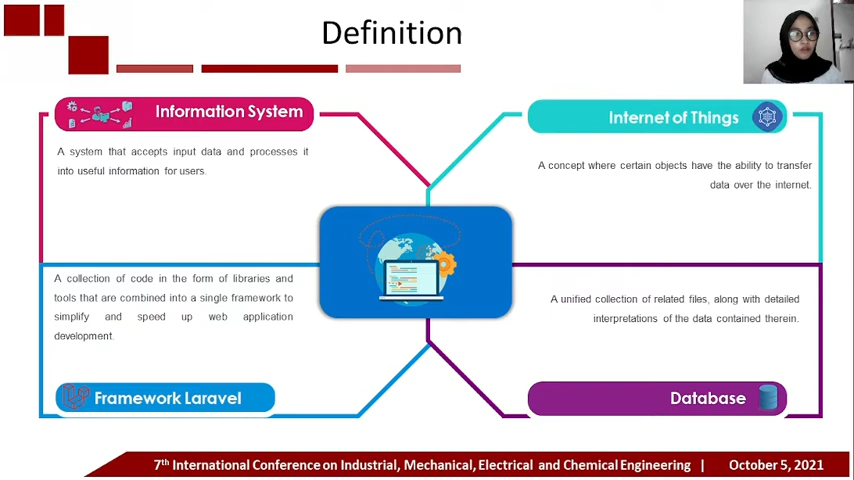 Definition
Information System
A system that accepts input data and processes it
into useful information for users.
Internet of Things
A concept where certain objects have the ability to transfer
data over the internet.
A collection of code in the form of libraries and
tools that are combined into a single framework to
simplify and speed up web application
development.
Framework Laravel
A unified collection of related files, along with detailed
interpretations of the data contained therein.
Database
7th International Conference on Industrial, Mechanical, Electrical and Chemical Engineering | October 5, 2021